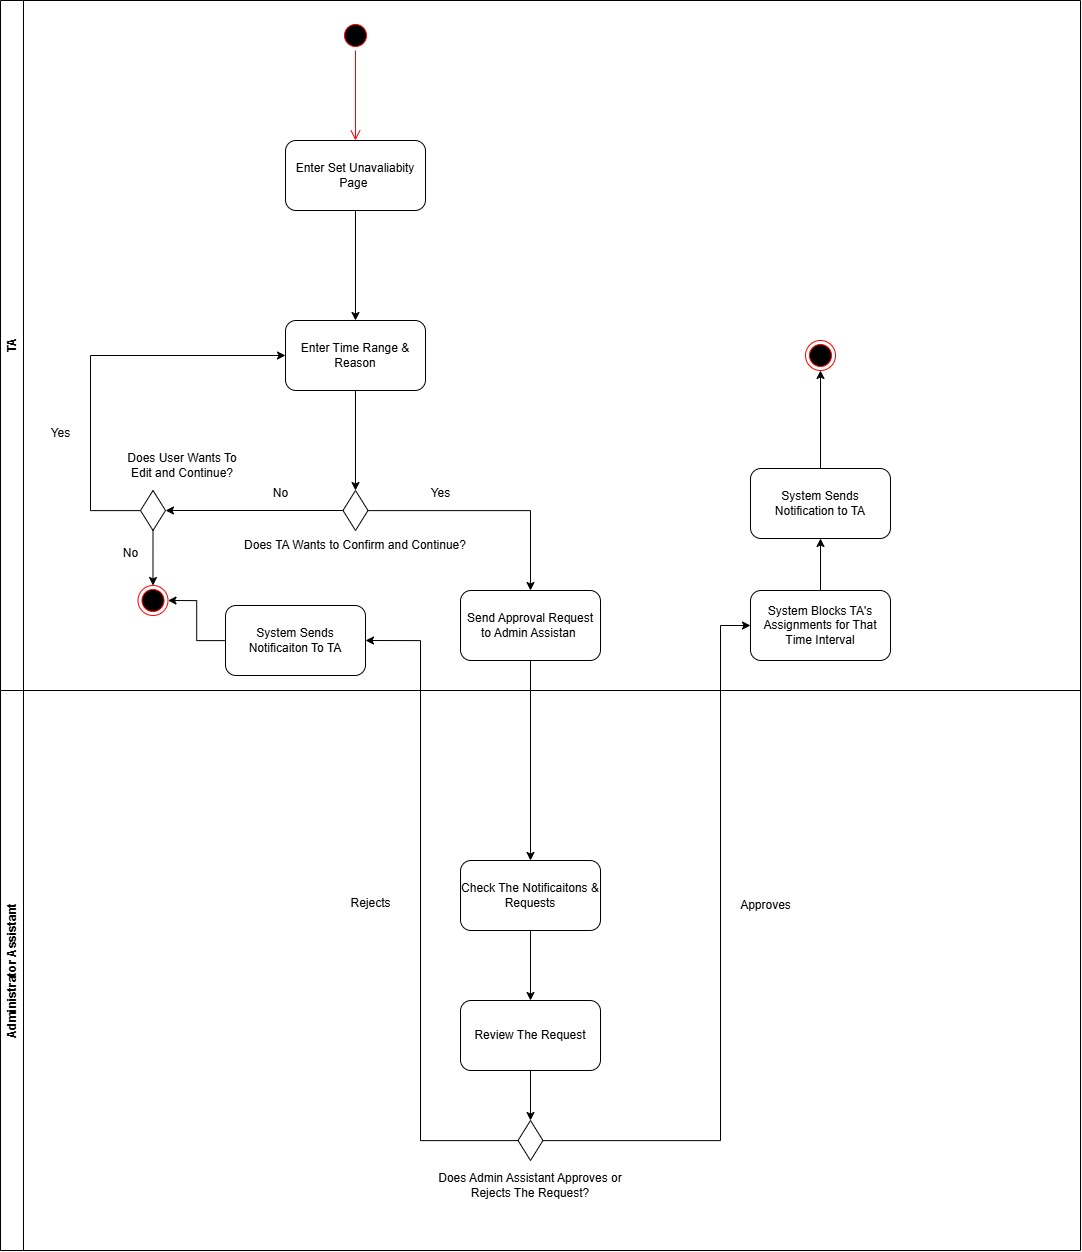 TA
Enter Set Unavaliabity
Page
Enter Time Range &
Reason
Yes
Does User Wants To
Edit and Continue?
No
Yes
Does TA Wants to Confirm and Continue?
No
System Sends
Notificaiton To TA
Send Approval Request
to Admin Assistan
System Sends
Notification to TA
System Blocks TA's
Assignments for That
Time Interval
Administrator Assistant
Check The Notificaitons &
Requests
Rejects
Approves
Review The Request
Does Admin Assistant Approves or
Rejects The Request?